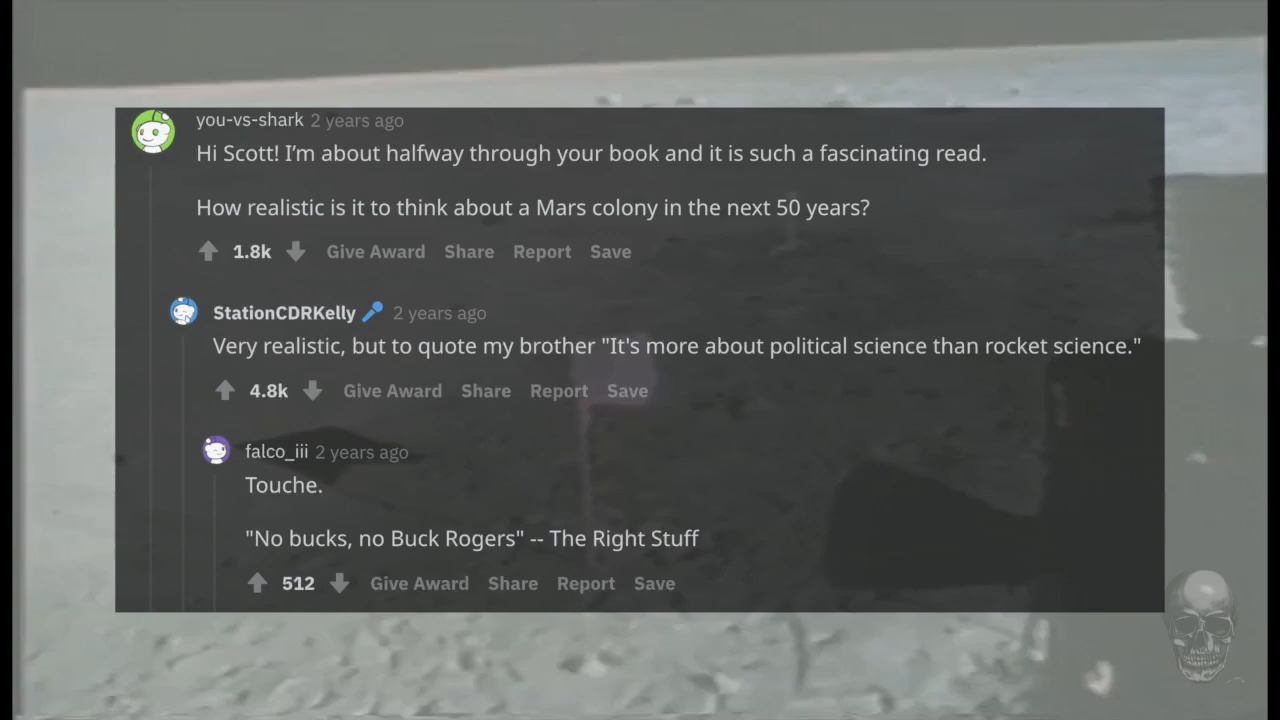 you-vs-shark 2 years ago
Hi Scott! I’m about halfway through your book and it is such a fascinating read.
How realistic is it to think about a Mars colony in the next 50 years?
1.8k Give Award Share Report Save
StationCDRKelly 2 years ago
Very realistic, but to quote my brother "It's more about political science than rocket science."
4.8k Give Award Share Report Save
falco_iii 2 years ago
Touche.
"No bucks, no Buck Rogers" -- The Right Stuff
512 Give Award Share Report Save